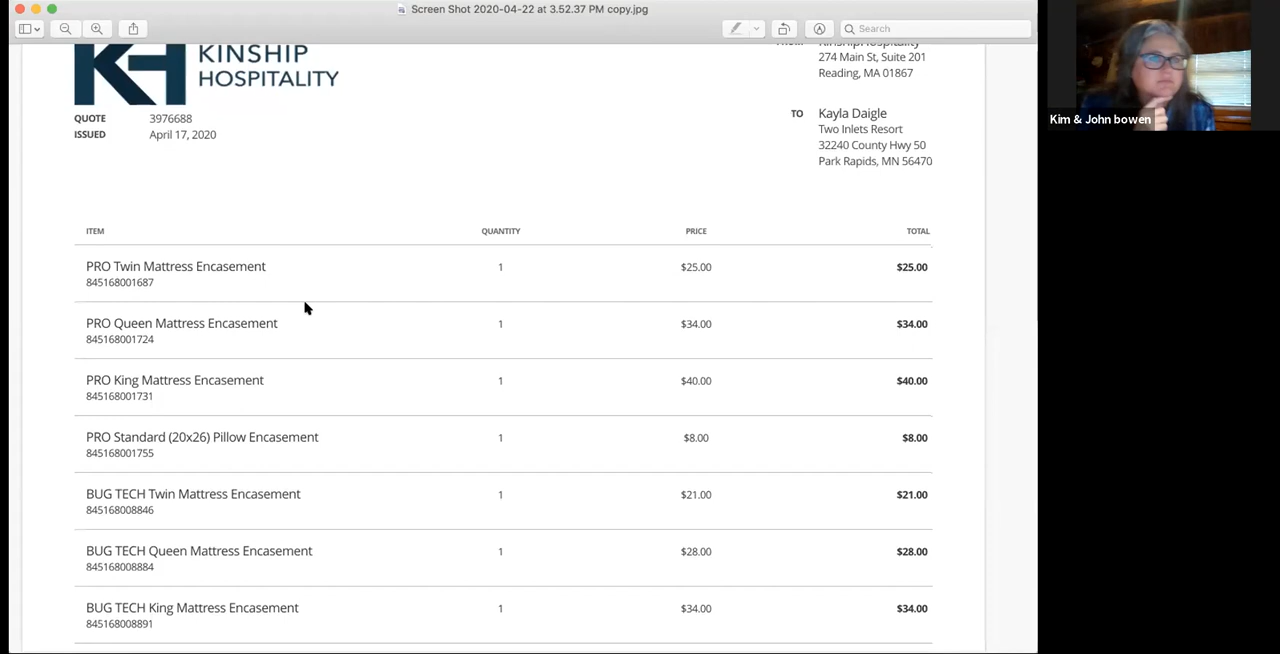 Screen Shot 2020-04-22 at 3.52.37 PM copy.jpg
Search
KINSHIP
HOSPITALITY
QUOTE 3976688
ISSUED April 17, 2020
274 Main St, Suite 201
Reading, MA 01867
TO Kayla Daigle
Two Inlets Resort
32240 County Hwy 50
Park Rapids, MN 56470
ITEM QUANTITY PRICE TOTAL
PRO Twin Mattress Encasement 1 $25.00 $25.00
845168001687
PRO Queen Mattress Encasement 1 $34.00 $34.00
845168001724
PRO King Mattress Encasement 1 $40.00 $40.00
845168001731
PRO Standard (20x26) Pillow Encasement 1 $8.00 $8.00
845168001755
BUG TECH Twin Mattress Encasement 1 $21.00 $21.00
845168008846
BUG TECH Queen Mattress Encasement 1 $28.00 $28.00
845168008884
BUG TECH King Mattress Encasement 1 $34.00 $34.00
845168008891
Kim & John bowen